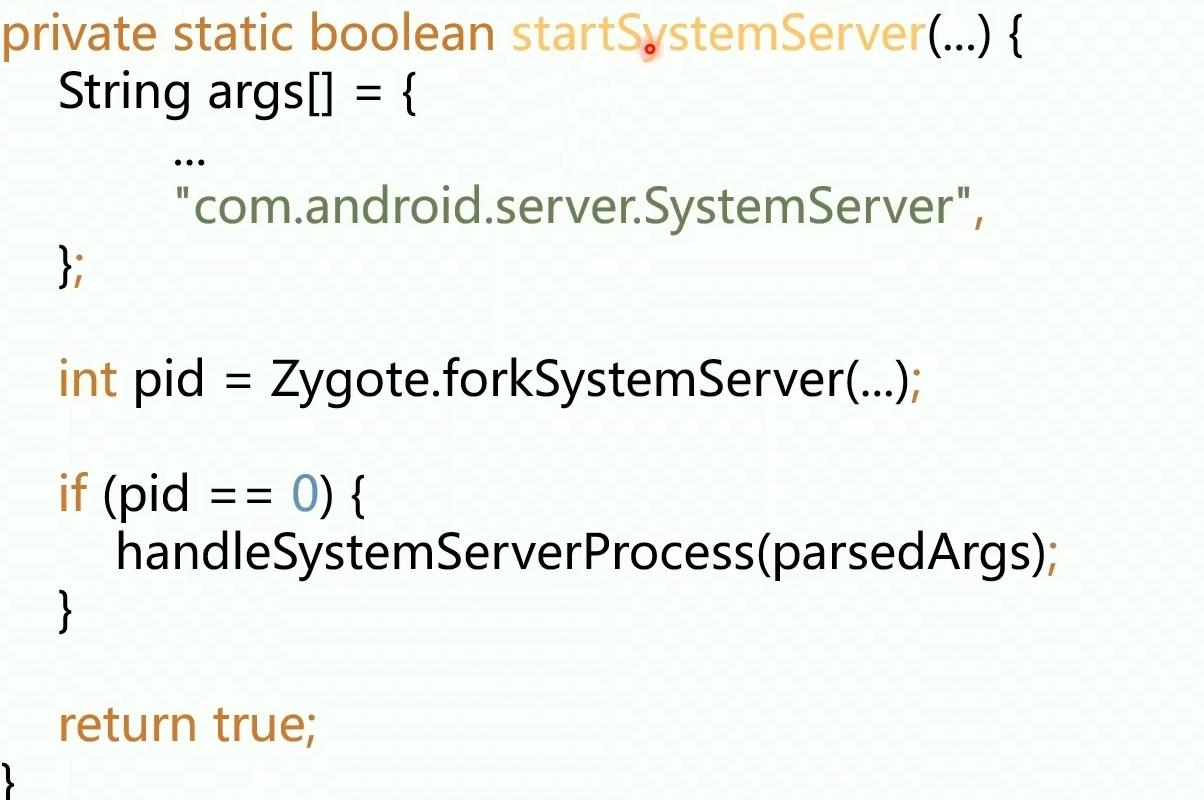 private static boolean startSystemServer(...) {
String args[] = {
...
"com.android.server.SystemServer",
};
int pid = Zygote.forkSystemServer(...);
if (pid == 0) {
handleSystemServerProcess(parsedArgs);
}
return true;
}